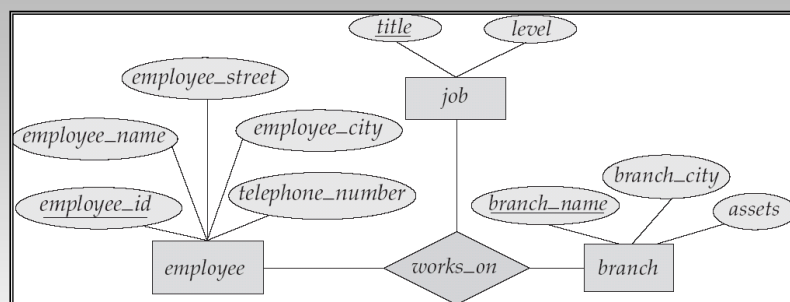 title
level
employee_street
job
employee_name
employee_city
branch_city
employee_id
telephone_number
branch_name
assets
employee
works_on
branch